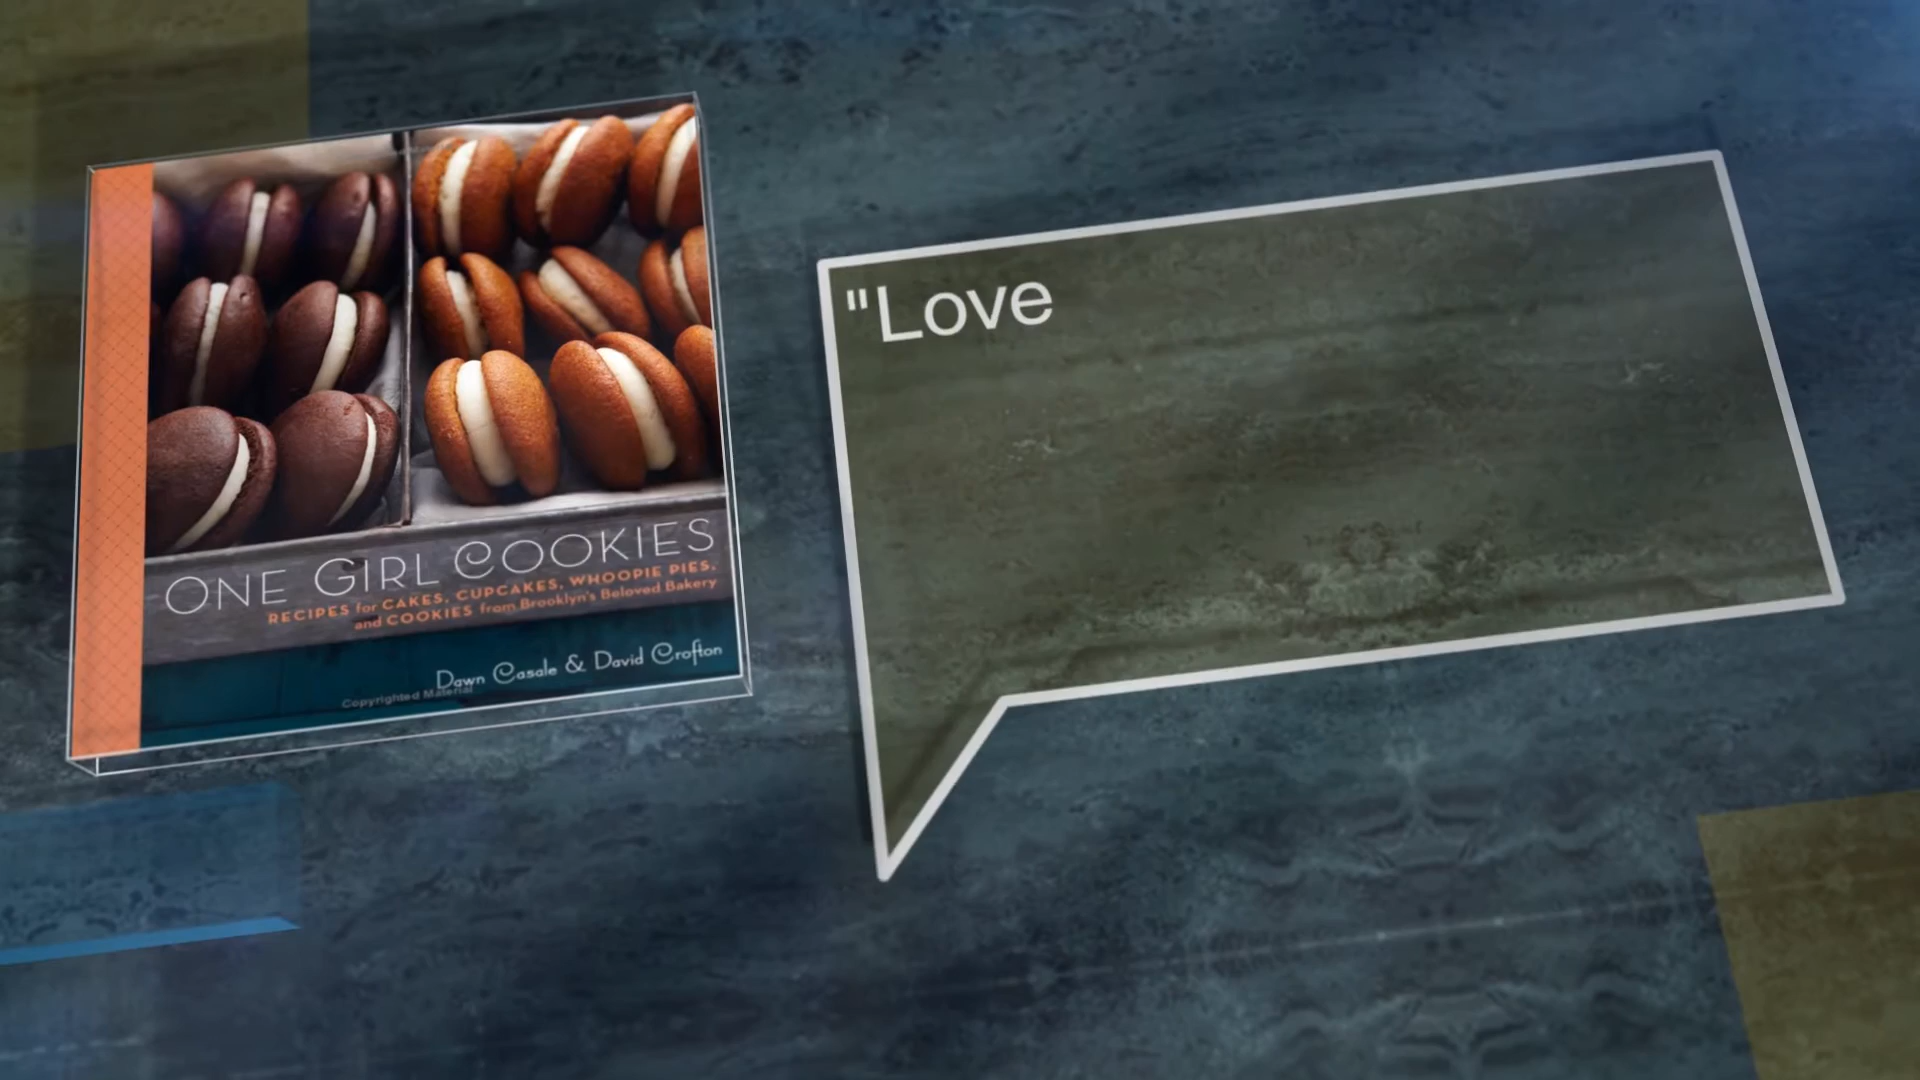 ONE GIRL COOKIES
RECIPES for CAKES, CUPCAKES, WHOOPIE PIES,
and COOKIES from Brooklyn's Beloved Bakery
Dawn Casale & David Crofton
Copyrighted Material
"Love